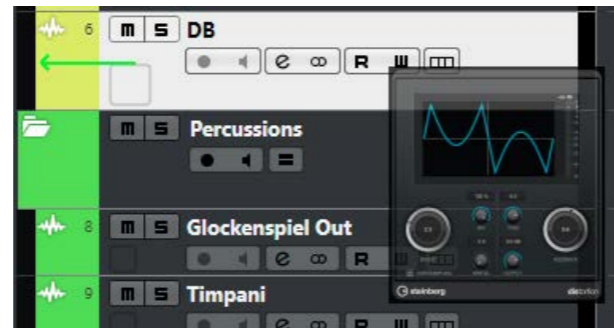 6 m S DB
e R W
m S Percussions
8 m S Glockenspiel Out
e R
9 m S Timpani
e R W
steinberg distortion